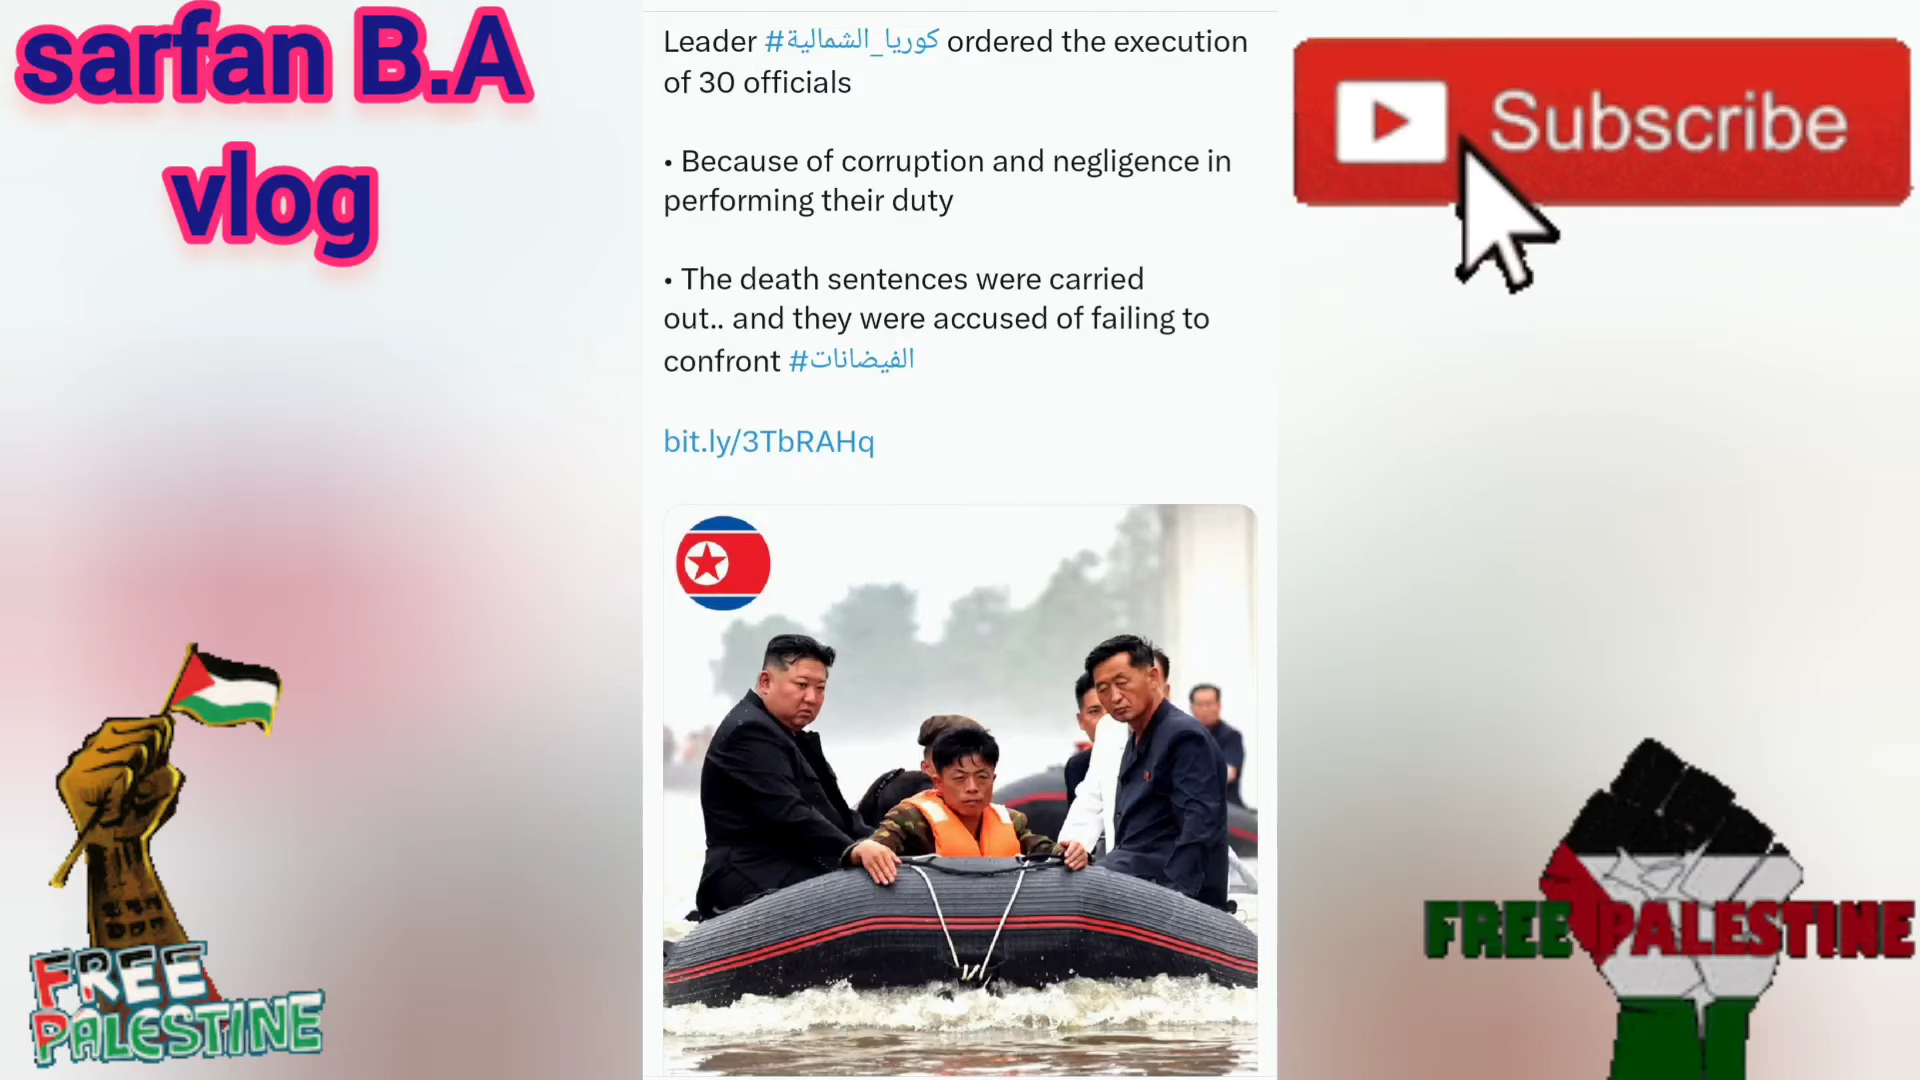 sarfan B.A
vlog
Leader #كوريا_الشمالية ordered the execution
of 30 officials
• Because of corruption and negligence in
performing their duty
• The death sentences were carried
out.. and they were accused of failing to
confront #الفيضانات
bit.ly/3TbRAHq
Subscribe
FREE
PALESTINE
FREE PALESTINE